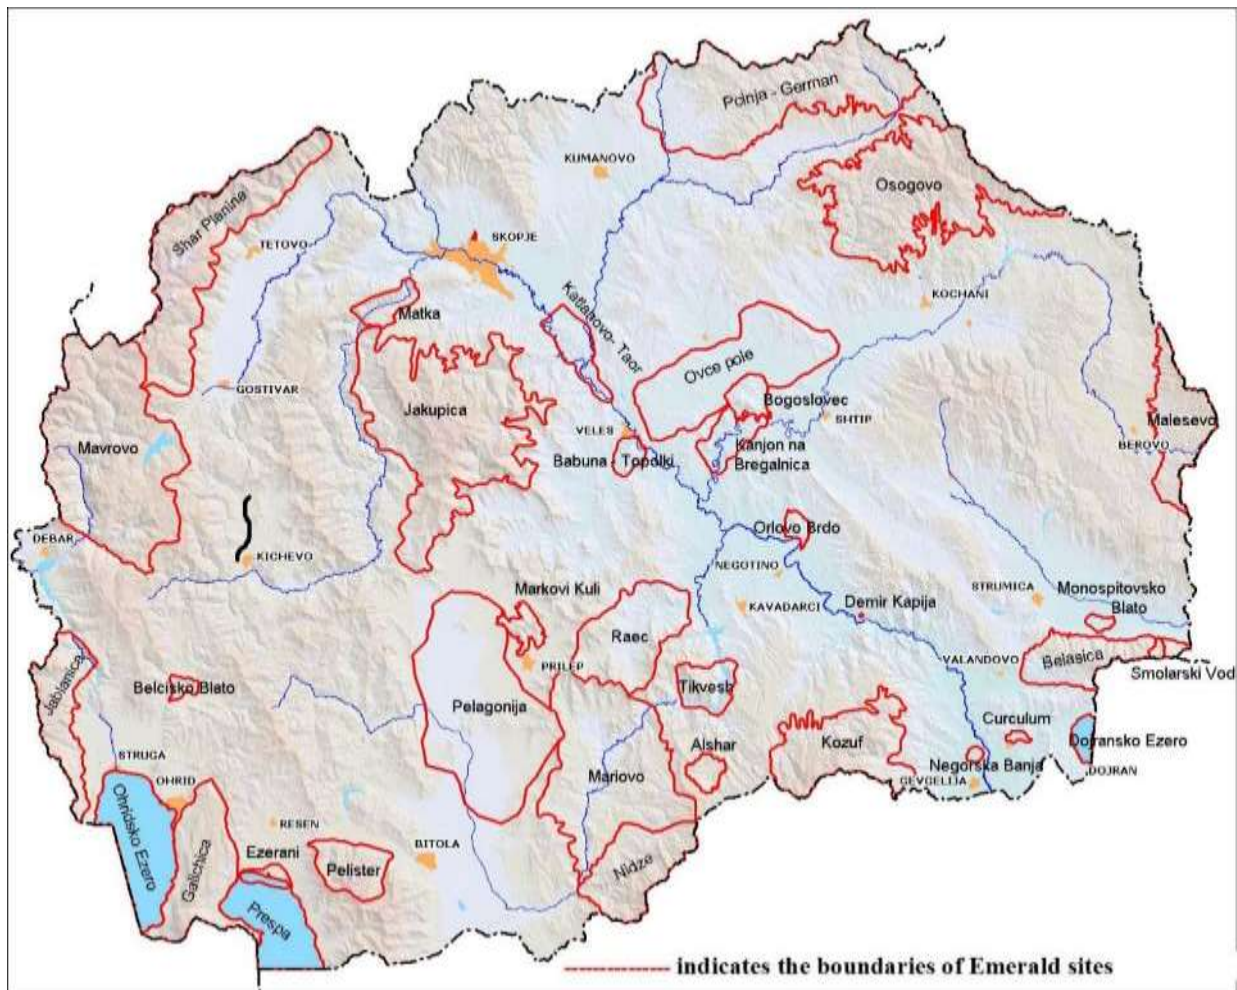 Pcinja - German
KUMANOVO
Osogovo
Shar Planina
SKOPJE
TETOVO
KOCHANI
Katlanovo- Taor
Matka
Ovce pole
GOSTIVAR
Bogoslovec
Jakupica
SHTIP
Malesevo
VELES
BEROVO
Mavrovo
Kanjon na
Bregalnica
Babuna - Topolki
Orlovo Brdo
DEBAR
KICHEVO
NEGOTINO
Markovi Kuli
STRUMICA
Monospitovsko
Blato
KAVADARCI
Demir Kapija
Raec
PRILEP
VALANDOVO
Belasica
Smolarski Vod
Jablanica
Belcisko Blato
Tikvesh
Pelagonija
Curculum
Alshar
Kozuf
Dojransko Ezero
STRUGA
Negorska Banja
DOJRAN
OHRID
Mariovo
GEVGELIJA
Ohridsko Ezero
RESEN
BITOLA
Ezerani
Galichica
Pelister
Nidze
Prespa
indicates the boundaries of Emerald sites